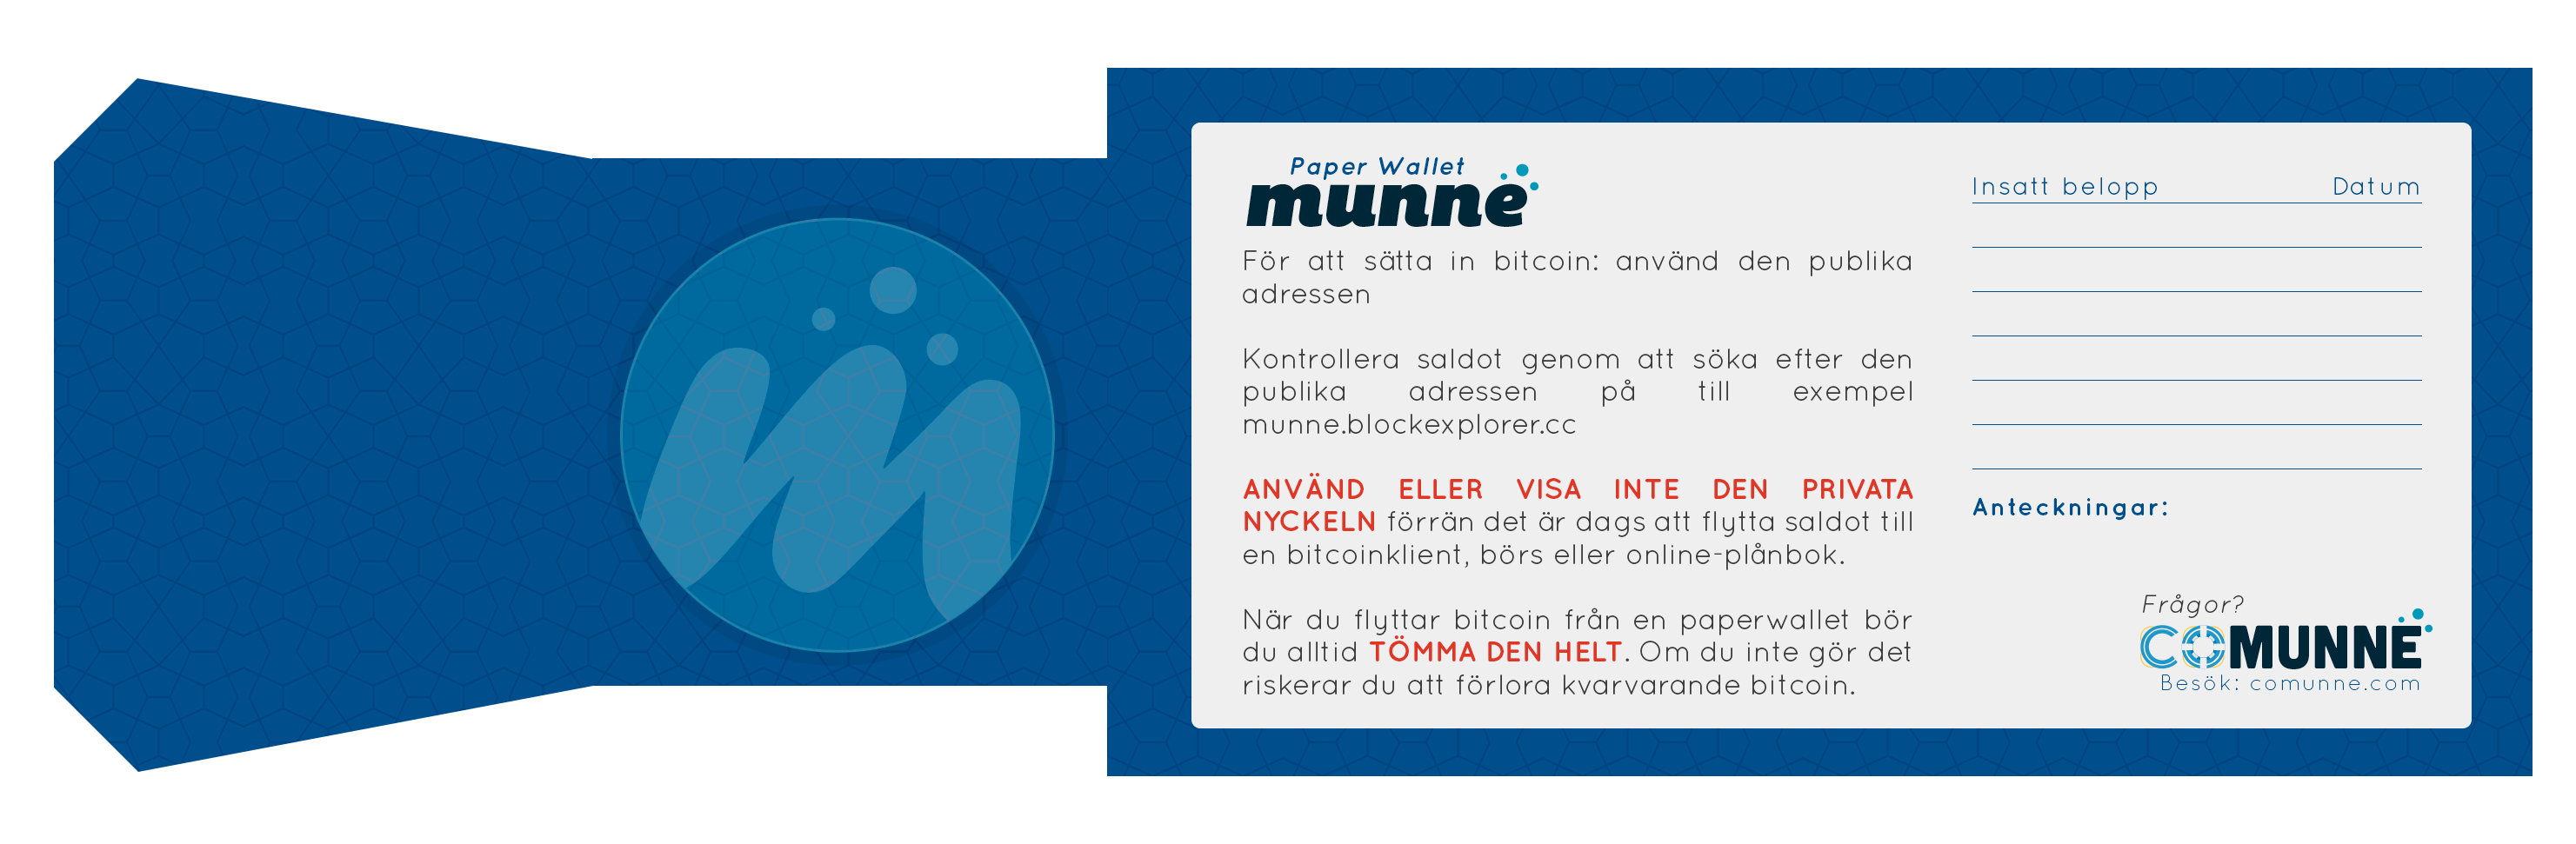 Paper Wallet
munne
För att sätta in bitcoin: använd den publika
adressen
Kontrollera saldot genom att söka efter den
publika adressen på till exempel
munne.blockexplorer.cc
ANVÄND ELLER VISA INTE DEN PRIVATA
NYCKELN förrän det är dags att flytta saldot till
en bitcoinklient, börs eller online-plånbok.
När du flyttar bitcoin från en paperwallet bör
du alltid TÖMMA DEN HELT. Om du inte gör det
riskerar du att förlora kvarvarande bitcoin.
Insatt belopp Datum
Anteckningar:
Frågor?
COMUNNE
Besök: comunne.com